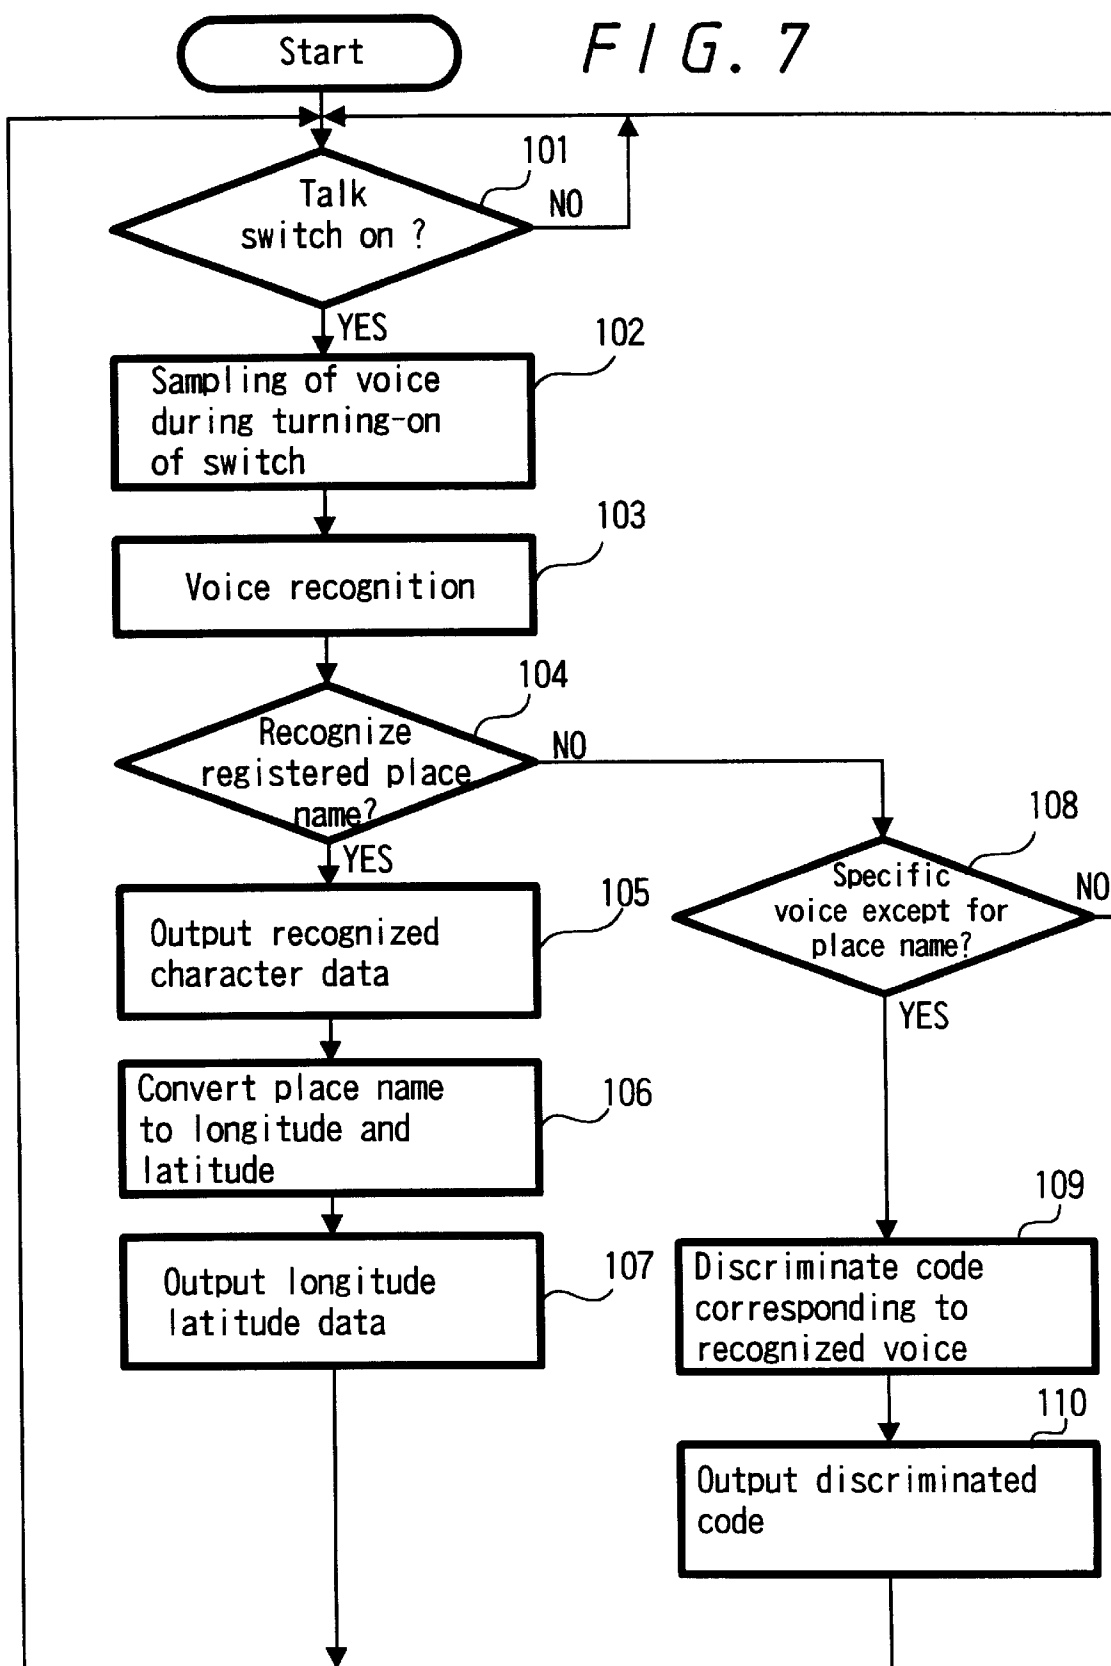 Start
FIG. 7
101
Talk
switch on ?
NO
YES
102
Sampling of voice
during turning-on
of switch
103
Voice recognition
104
Recognize
registered place
name?
NO
YES
108
Specific
voice except for
place name?
NO
YES
105
Output recognized
character data
106
Convert place name
to longitude and
latitude
107
Output longitude
latitude data
109
Discriminate code
corresponding to
recognized voice
110
Output discriminated
code